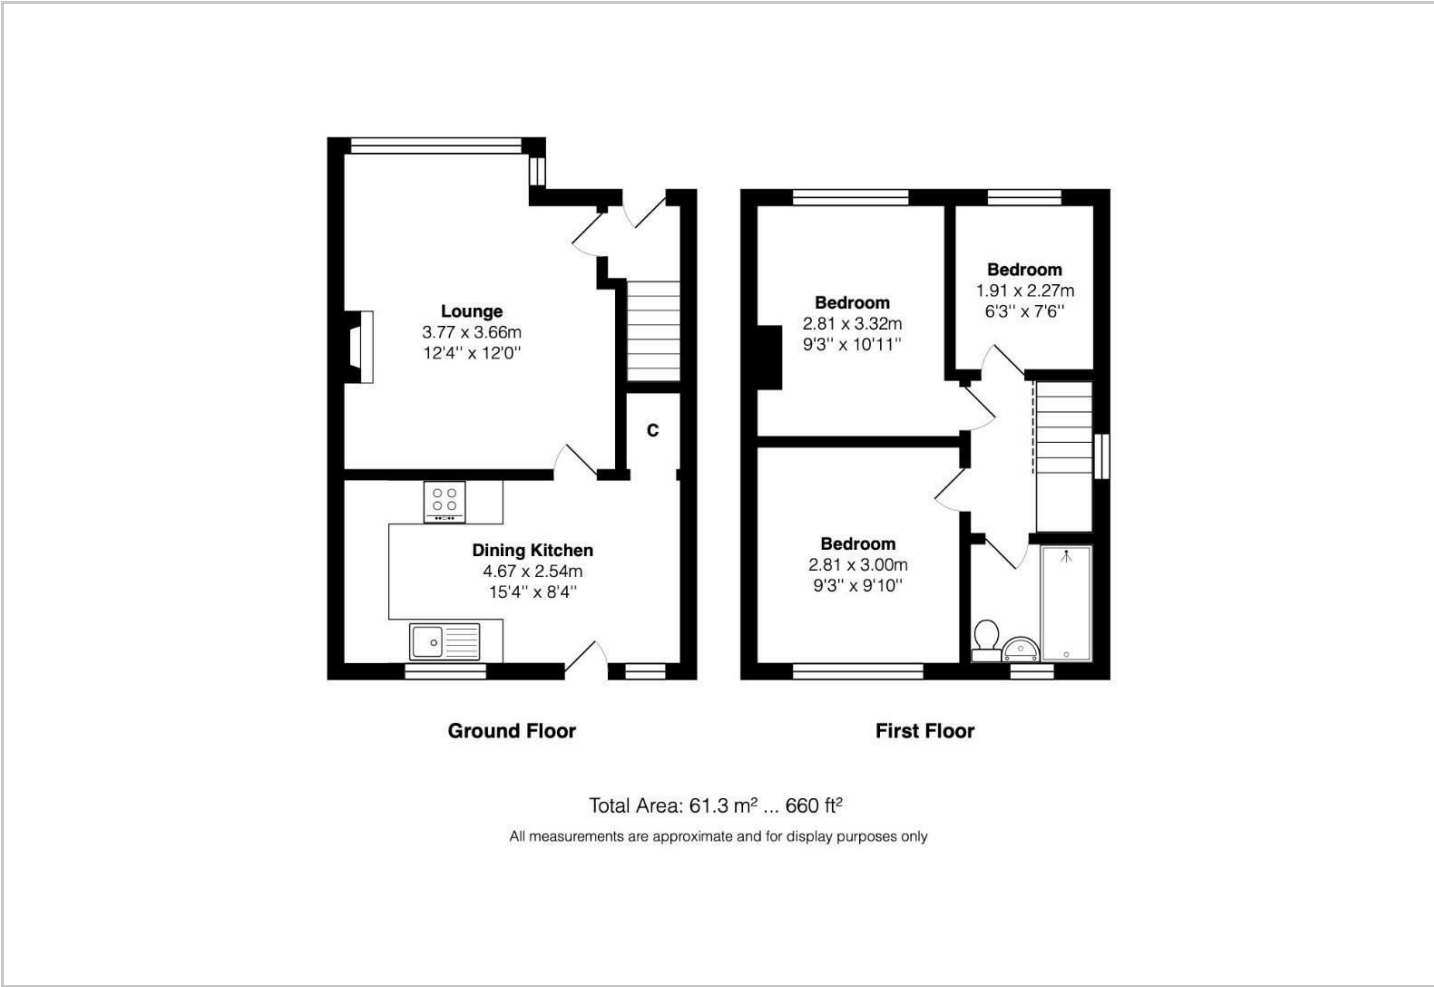 Lounge
3.77 x 3.66m
12'4'' x 12'0''
C
Dining Kitchen
4.67 x 2.54m
15'4'' x 8'4''
Ground Floor
Bedroom
2.81 x 3.32m
9'3'' x 10'11''
Bedroom
1.91 x 2.27m
6'3'' x 7'6''
Bedroom
2.81 x 3.00m
9'3'' x 9'10''
First Floor
Total Area: 61.3 m² ... 660 ft²
All measurements are approximate and for display purposes only